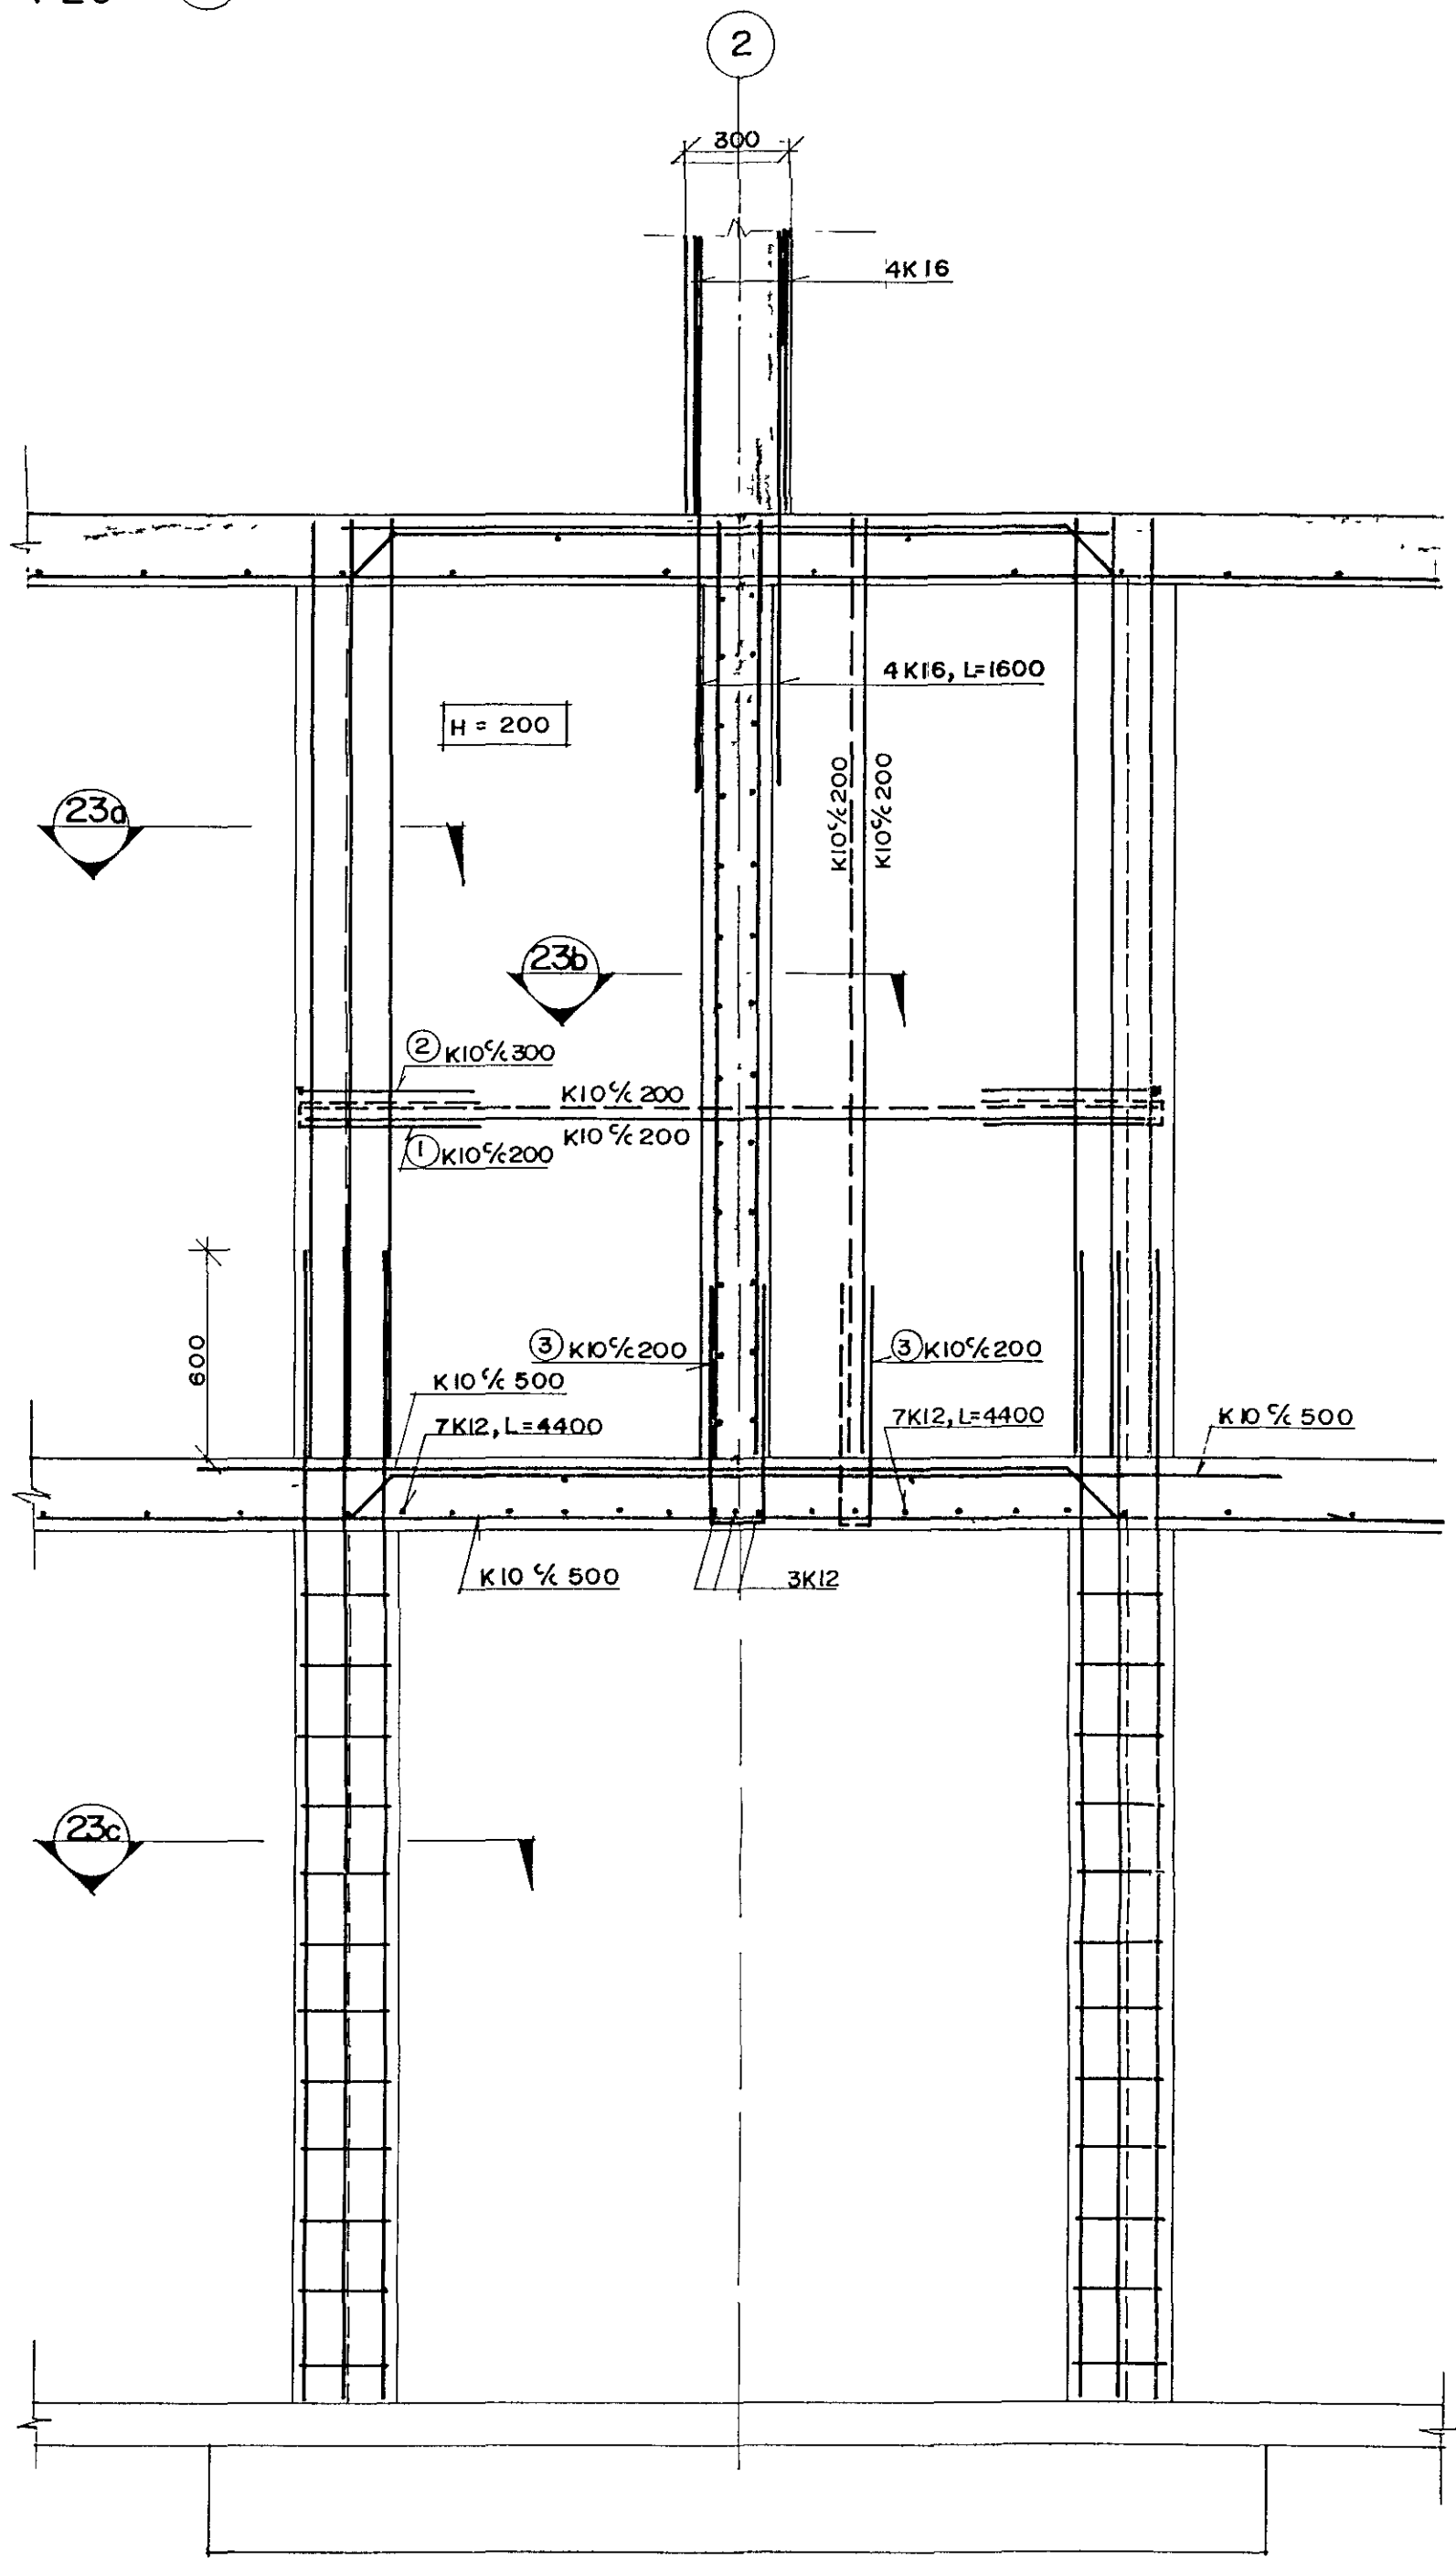 2
300
4K16
4K16, L=1600
H = 200
K10 c/c 200
K10 c/c 200
23a
23b
2 K10 c/c 300
K10 c/c 200
K10 c/c 200
1 K10 c/c 200
600
3 K10 c/c 200
3 K10 c/c 200
K10 c/c 500
7K12, L=4400
7K12, L=4400
K10 c/c 500
K10 c/c 500
3K12
23c